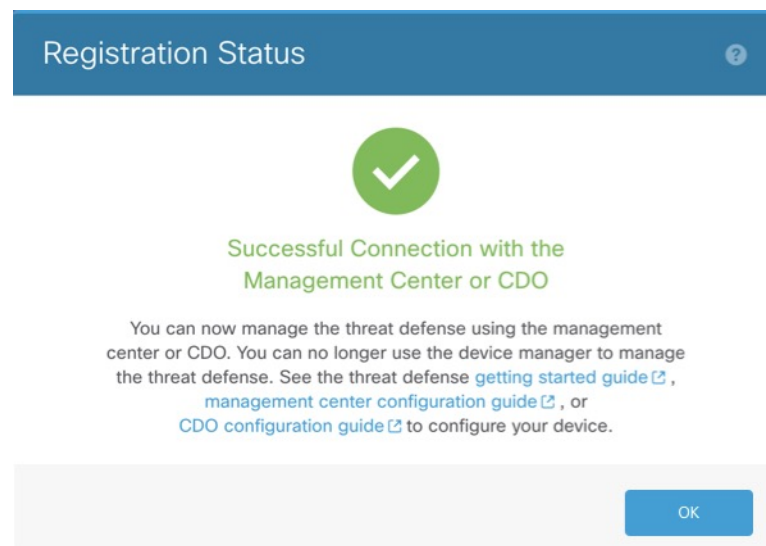 Registration Status
Successful Connection with the
Management Center or CDO
You can now manage the threat defense using the management
center or CDO. You can no longer use the device manager to manage
the threat defense. See the threat defense getting started guide ,
management center configuration guide , or
CDO configuration guide to configure your device.
OK